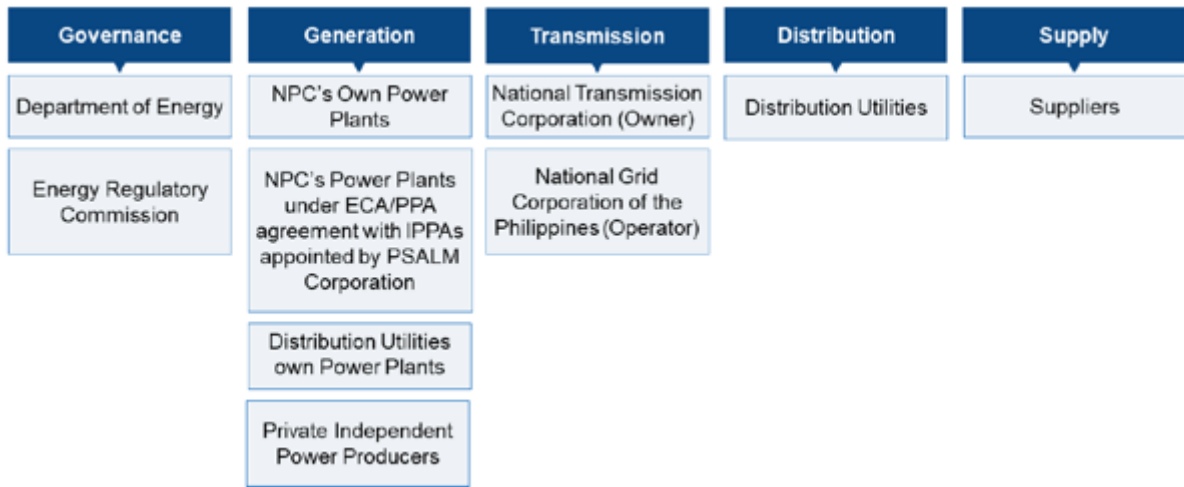 Governance
Department of Energy
Energy Regulatory
Commission
Generation
NPC's Own Power
Plants
NPC's Power Plants
under ECA/PPA
agreement with IPPAs
appointed by PSALM
Corporation
Distribution Utilities
own Power Plants
Private Independent
Power Producers
Transmission
National Transmission
Corporation (Owner)
National Grid
Corporation of the
Philippines (Operator)
Distribution
Distribution Utilities
Supply
Suppliers